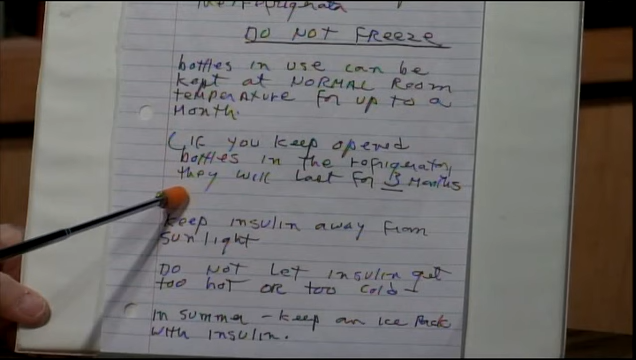 DO NOT FREEZE
bottles in use can be
kept at NORMAL ROOM
temperature for up to a
Month.
(if you keep opened
bottles in the refrigerator,
they will last for 3 Months
Keep insulin away from
Sunlight
DO NOT Let insulin get
too hot or too cold-
in summer - keep an ice Pack
with insulin.